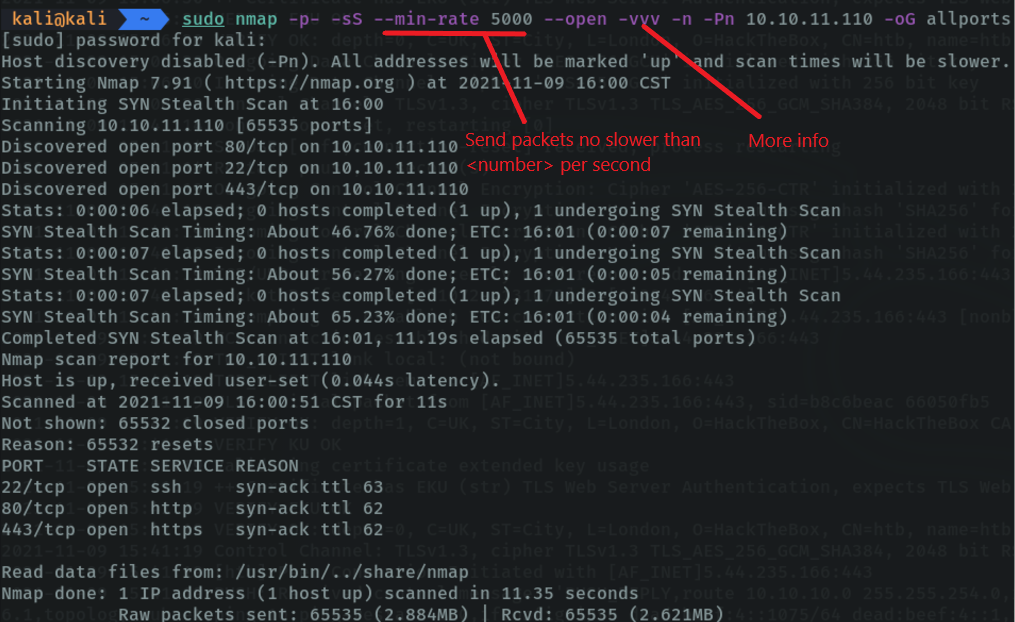 kali@kali ~ sudo nmap -p- -sS --min-rate 5000 --open -vvv -n -Pn 10.10.11.110 -oG allports
[sudo] password for kali:
Host discovery disabled (-Pn). All addresses will be marked 'up' and scan times will be slower.
Starting Nmap 7.91 ( https://nmap.org ) at 2021-11-09 16:00 CST
Initiating SYN Stealth Scan at 16:00
Scanning 10.10.11.110 [65535 ports]
Discovered open port 80/tcp on 10.10.11.110
Discovered open port 22/tcp on 10.10.11.110
Discovered open port 443/tcp on 10.10.11.110
Send packets no slower than
<number> per second
More info
Stats: 0:00:06 elapsed; 0 hosts completed (1 up), 1 undergoing SYN Stealth Scan
SYN Stealth Scan Timing: About 46.76% done; ETC: 16:01 (0:00:07 remaining)
Stats: 0:00:07 elapsed; 0 hosts completed (1 up), 1 undergoing SYN Stealth Scan
SYN Stealth Scan Timing: About 56.27% done; ETC: 16:01 (0:00:05 remaining)
Stats: 0:00:07 elapsed; 0 hosts completed (1 up), 1 undergoing SYN Stealth Scan
SYN Stealth Scan Timing: About 65.23% done; ETC: 16:01 (0:00:04 remaining)
Completed SYN Stealth Scan at 16:01, 11.19s elapsed (65535 total ports)
Nmap scan report for 10.10.11.110
Host is up, received user-set (0.044s latency).
Scanned at 2021-11-09 16:00:51 CST for 11s
Not shown: 65532 closed ports
Reason: 65532 resets
PORT STATE SERVICE REASON
22/tcp open ssh syn-ack ttl 63
80/tcp open http syn-ack ttl 62
443/tcp open https syn-ack ttl 62
Read data files from: /usr/bin/../share/nmap
Nmap done: 1 IP address (1 host up) scanned in 11.35 seconds
Raw packets sent: 65535 (2.884MB) | Rcvd: 65535 (2.621MB)